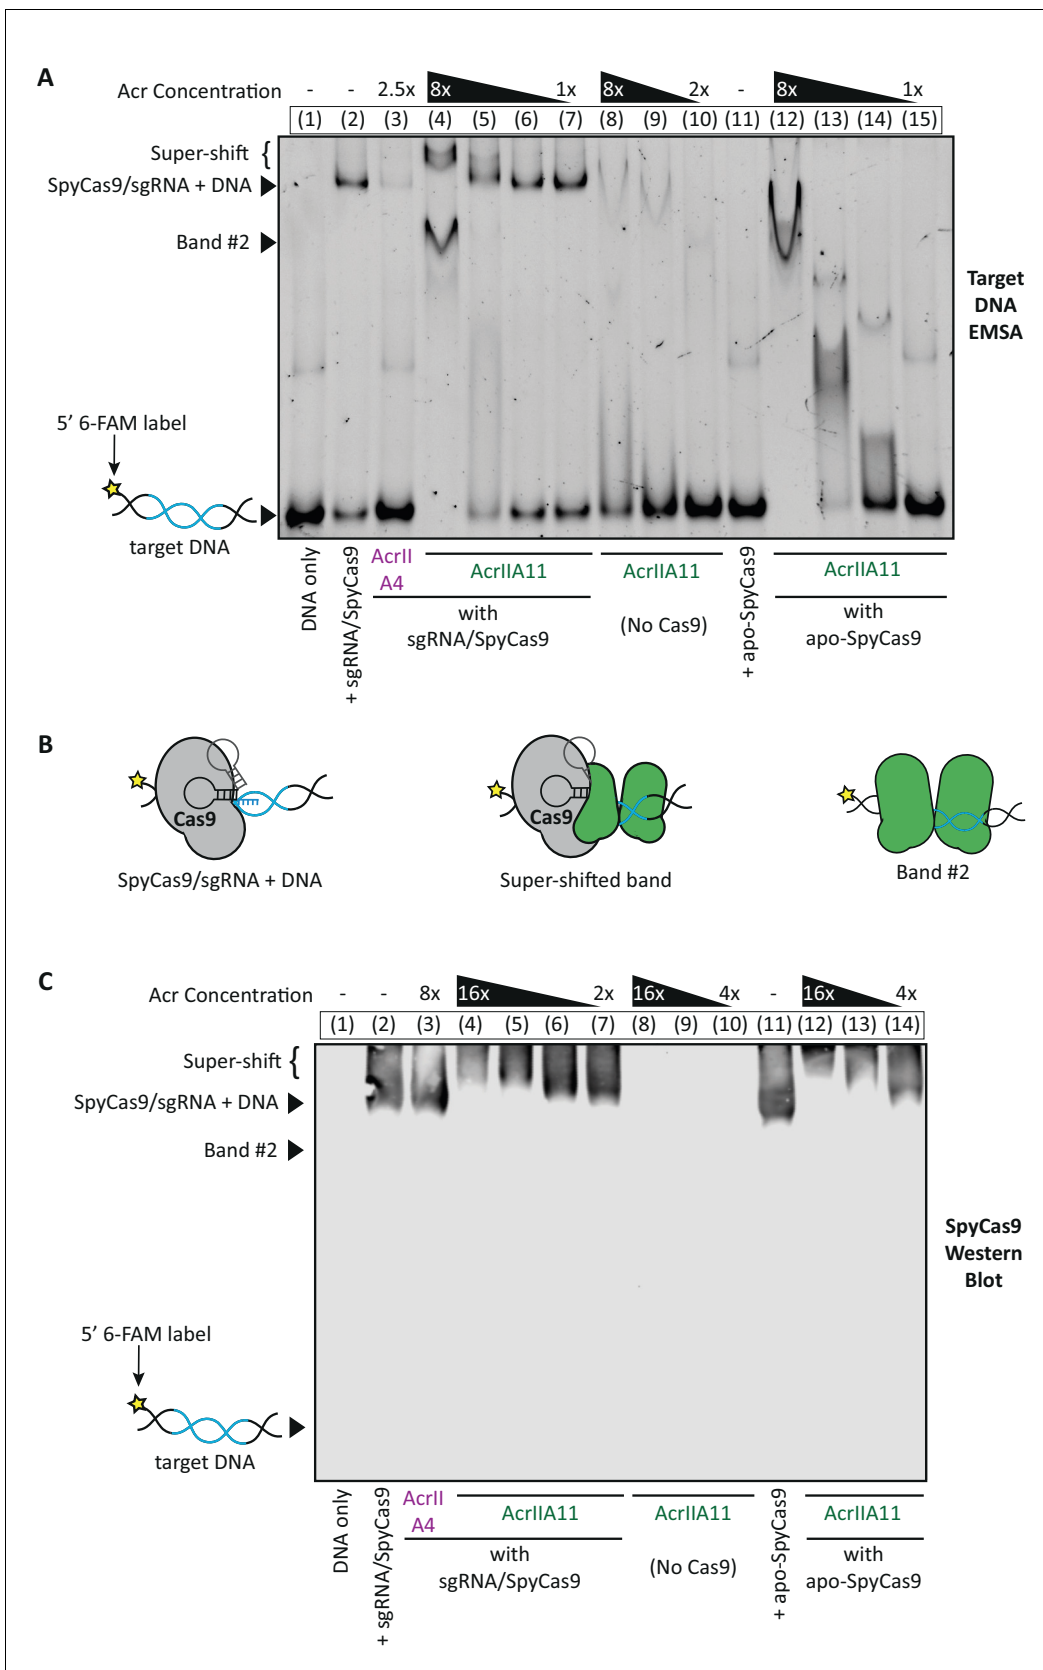 A
Acr Concentration - - 2.5x 8x 1x 8x 2x - 8x 1x
(1) (2) (3) (4) (5) (6) (7) (8) (9) (10) (11) (12) (13) (14) (15)
Super-shift {
SpyCas9/sgRNA + DNA
Band #2
Target
DNA
EMSA
5' 6-FAM label
target DNA
DNA only
+ sgRNA/SpyCas9
AcrII
A4
AcrIIA11
with
sgRNA/SpyCas9
AcrIIA11
(No Cas9)
+ apo-SpyCas9
AcrIIA11
with
apo-SpyCas9
B
Cas9
SpyCas9/sgRNA + DNA
Cas9
Super-shifted band
Band #2
C
Acr Concentration - - 8x 16x 2x 16x 4x - 16x 4x
(1) (2) (3) (4) (5) (6) (7) (8) (9) (10) (11) (12) (13) (14)
Super-shift {
SpyCas9/sgRNA + DNA
Band #2
SpyCas9
Western
Blot
5' 6-FAM label
target DNA
DNA only
+ sgRNA/SpyCas9
AcrII
A4
AcrIIA11
with
sgRNA/SpyCas9
AcrIIA11
(No Cas9)
+ apo-SpyCas9
AcrIIA11
with
apo-SpyCas9